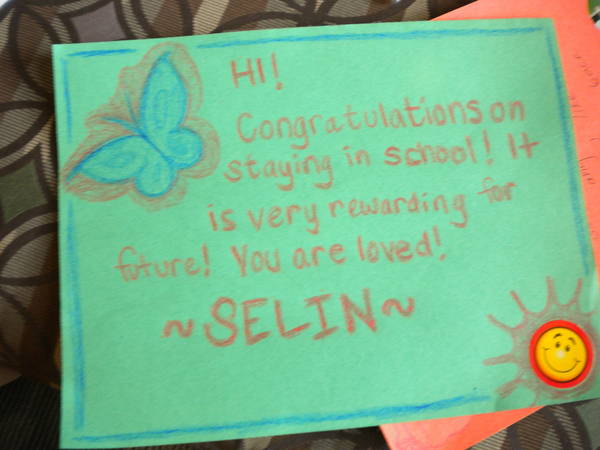 HI!
Congratulations on
staying in school! It
is very rewarding for
future! You are loved!
~SELIN~